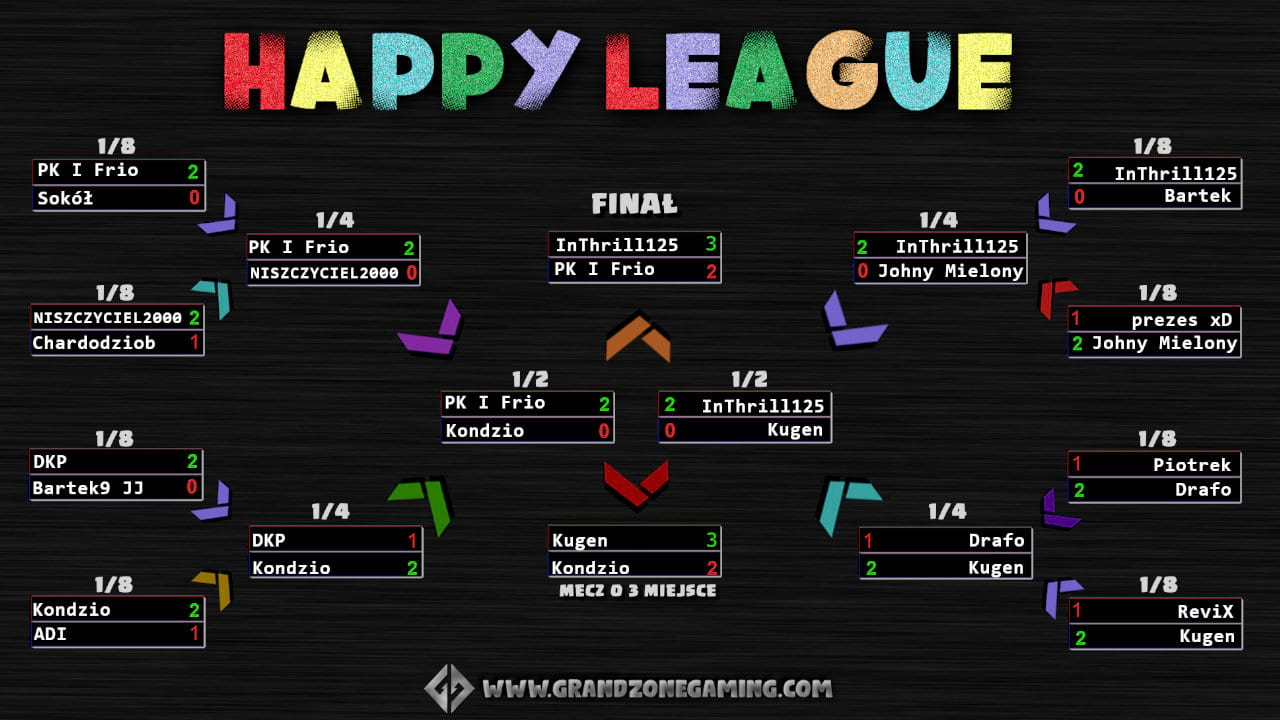 HAPPY LEAGUE
1/8
PK I Frio 2
Sokół 0
1/8
NISZCZYCIEL2000 2
Chardodziob 1
1/4
PK I Frio 2
NISZCZYCIEL2000 0
1/8
DKP 2
Bartek9 JJ 0
1/8
Kondzio 2
ADI 1
1/4
DKP 1
Kondzio 2
1/2
PK I Frio 2
Kondzio 0
FINAŁ
InThrill125 3
PK I Frio 2
1/2
2 InThrill125
0 Kugen
Kugen 3
Kondzio 2
MECZ O 3 MIEJSCE
1/4
2 InThrill125
0 Johny Mielony
1/8
2 InThrill125
0 Bartek
1/8
1 prezes xD
2 Johny Mielony
1/4
1 Drafo
2 Kugen
1/8
1 Piotrek
2 Drafo
1/8
1 ReviX
2 Kugen
WWW.GRANDZONEGAMING.COM